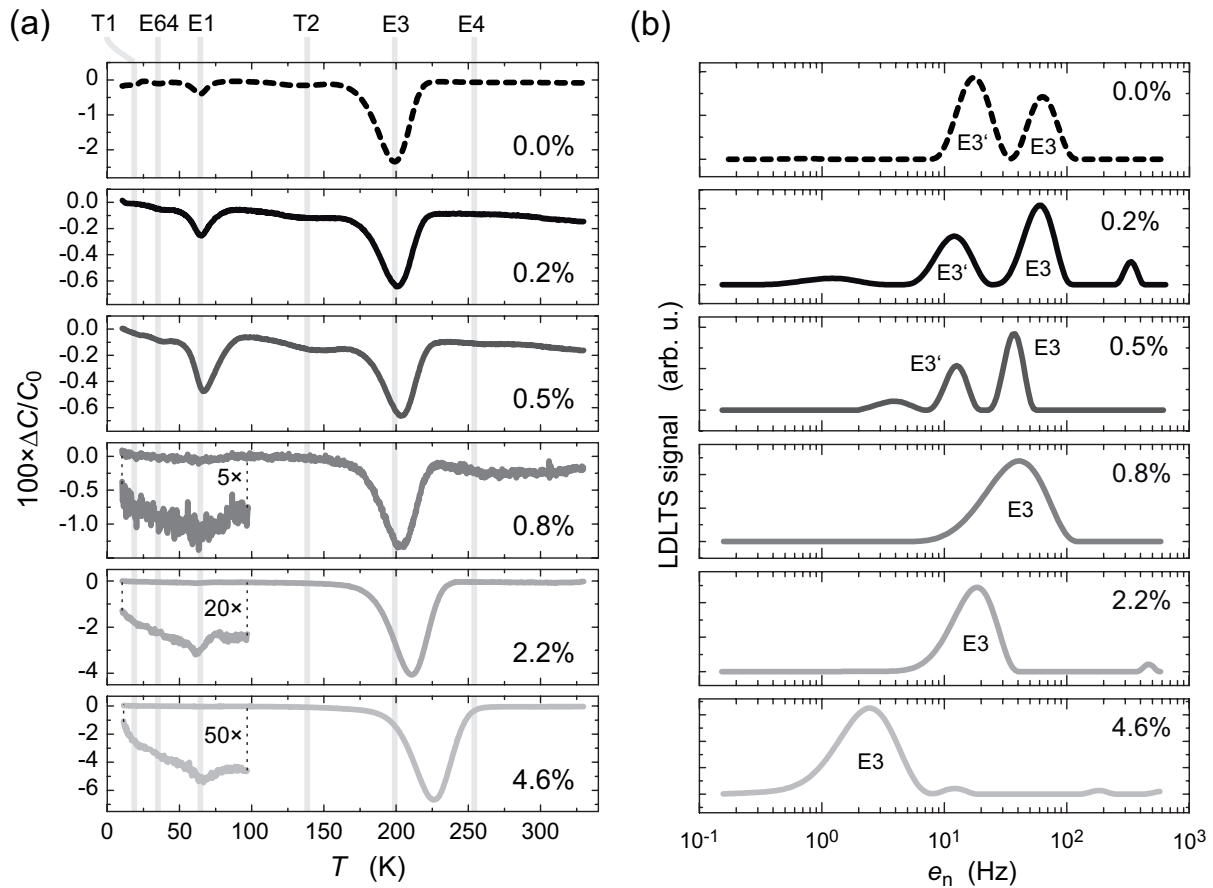 (a)
T1 E64 E1 T2 E3 E4
0
-1
-2
0.0%
0.0
-0.2
-0.4
-0.6
0.2%
0.0
-0.2
-0.4
-0.6
0.5%
0.0
-0.5
-1.0
5×
0.8%
0
-2
-4
20×
2.2%
0
-2
-4
-6
50×
4.6%
0 50 100 150 200 250 300
T (K)
100×ΔC/C0
(b)
0.0%
E3‘ E3
0.2%
E3‘ E3
0.5%
E3‘ E3
0.8%
E3
2.2%
E3
4.6%
E3
10-1 100 101 102 103
en (Hz)
LDLTS signal (arb. u.)